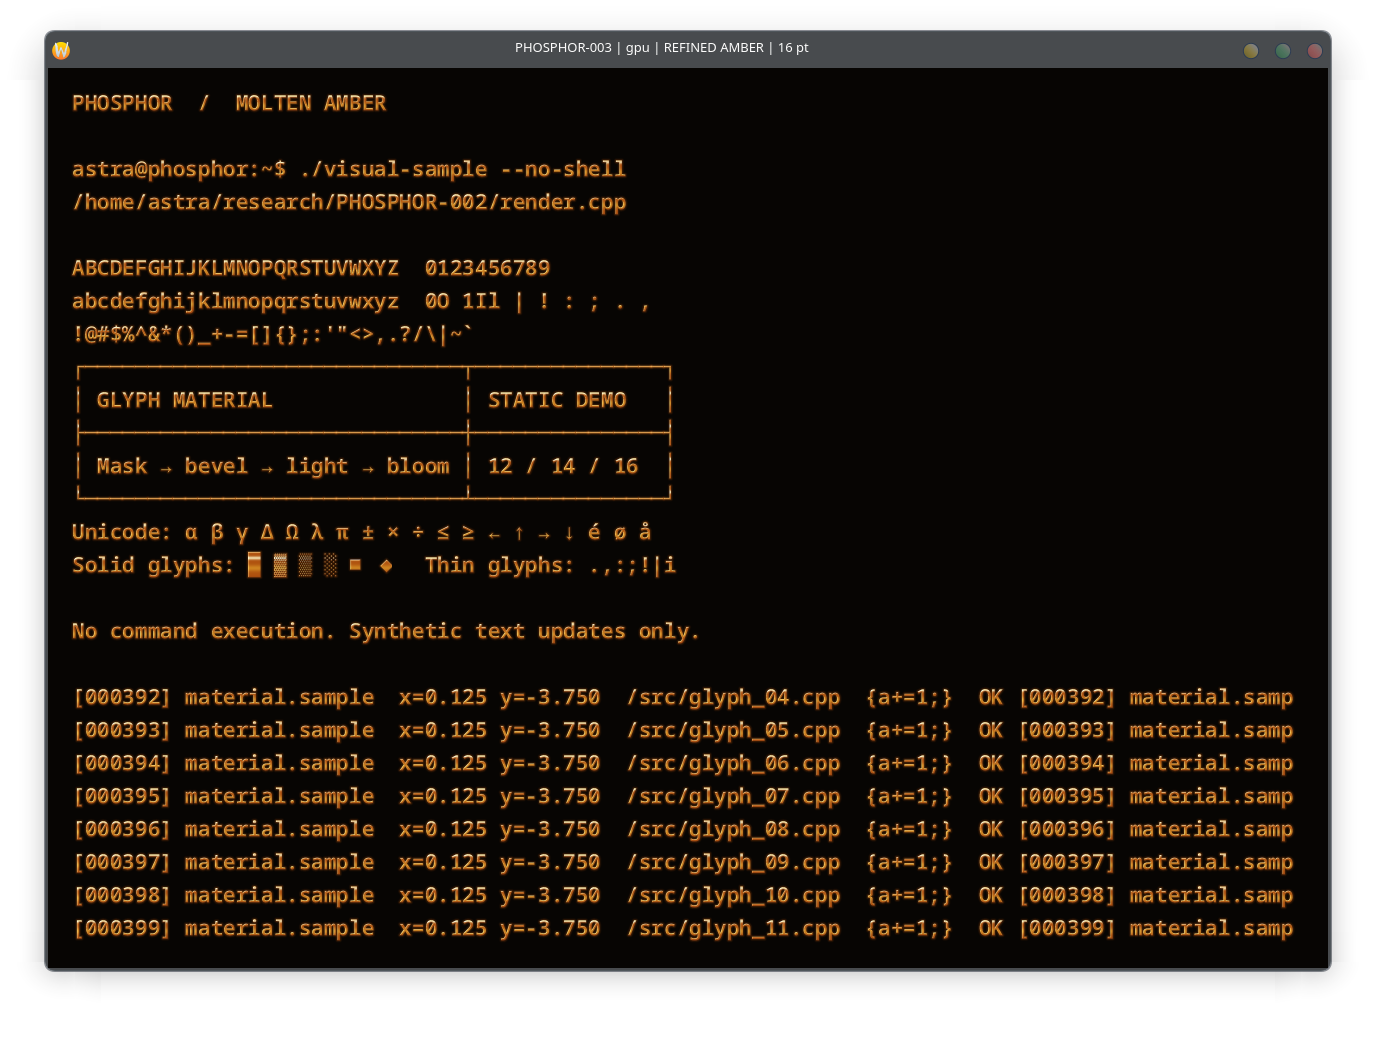 PHOSPHOR-003 | gpu | REFINED AMBER | 16 pt
PHOSPHOR  /  MOLTEN AMBER
astra@phosphor:~$ ./visual-sample --no-shell
/home/astra/research/PHOSPHOR-002/render.cpp
ABCDEFGHIJKLMNOPQRSTUVWXYZ  0123456789
abcdefghijklmnopqrstuvwxyz  0O 1Il | ! : ; . ,
!@#$%^&*()_+-=[]{};:'"<>,.?/\|~`
GLYPH MATERIAL  STATIC DEMO
Mask → bevel → light → bloom  12 / 14 / 16
Unicode: α β γ Δ Ω λ π ± × ÷ ≤ ≥ ← ↑ → ↓ é ø å
Solid glyphs: █ ▓ ▒ ░ ■ ◆  Thin glyphs: .,:;!|i
No command execution. Synthetic text updates only.
[000392] material.sample  x=0.125 y=-3.750  /src/glyph_04.cpp  {a+=1;}  OK [000392] material.samp
[000393] material.sample  x=0.125 y=-3.750  /src/glyph_05.cpp  {a+=1;}  OK [000393] material.samp
[000394] material.sample  x=0.125 y=-3.750  /src/glyph_06.cpp  {a+=1;}  OK [000394] material.samp
[000395] material.sample  x=0.125 y=-3.750  /src/glyph_07.cpp  {a+=1;}  OK [000395] material.samp
[000396] material.sample  x=0.125 y=-3.750  /src/glyph_08.cpp  {a+=1;}  OK [000396] material.samp
[000397] material.sample  x=0.125 y=-3.750  /src/glyph_09.cpp  {a+=1;}  OK [000397] material.samp
[000398] material.sample  x=0.125 y=-3.750  /src/glyph_10.cpp  {a+=1;}  OK [000398] material.samp
[000399] material.sample  x=0.125 y=-3.750  /src/glyph_11.cpp  {a+=1;}  OK [000399] material.samp